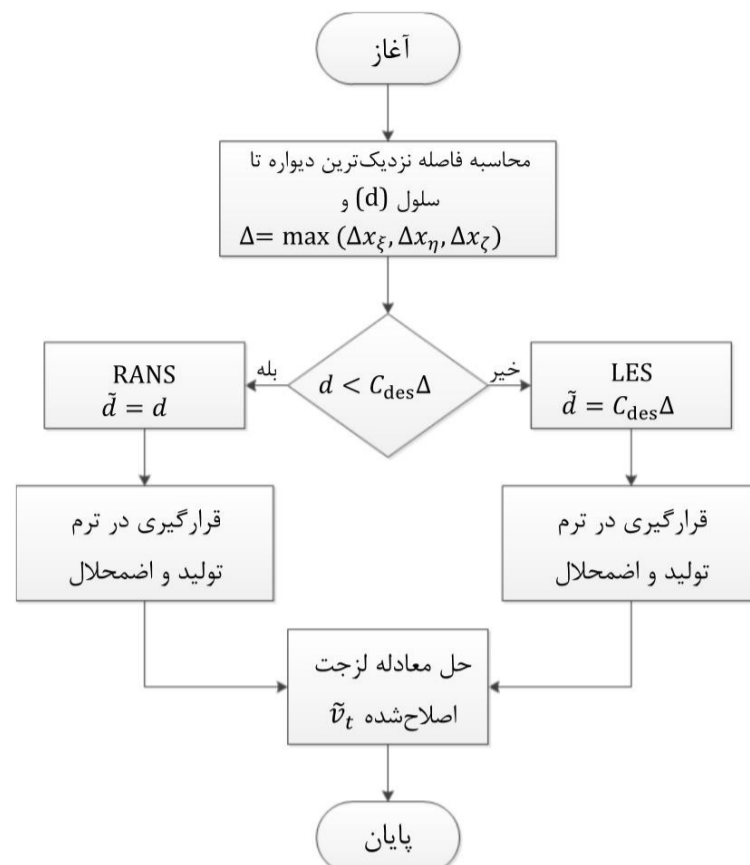 آغاز
محاسبه فاصله نزدیک‌ترین دیواره تا
سلول (d) و
Δ= max (Δx_ξ, Δx_η, Δx_ζ)
d < C_des Δ
بله
خیر
RANS
d̃ = d
LES
d̃ = C_des Δ
قرارگیری در ترم
تولید و اضمحلال
قرارگیری در ترم
تولید و اضمحلال
حل معادله لزجت
اصلاح‌شده ṽ_t
پایان